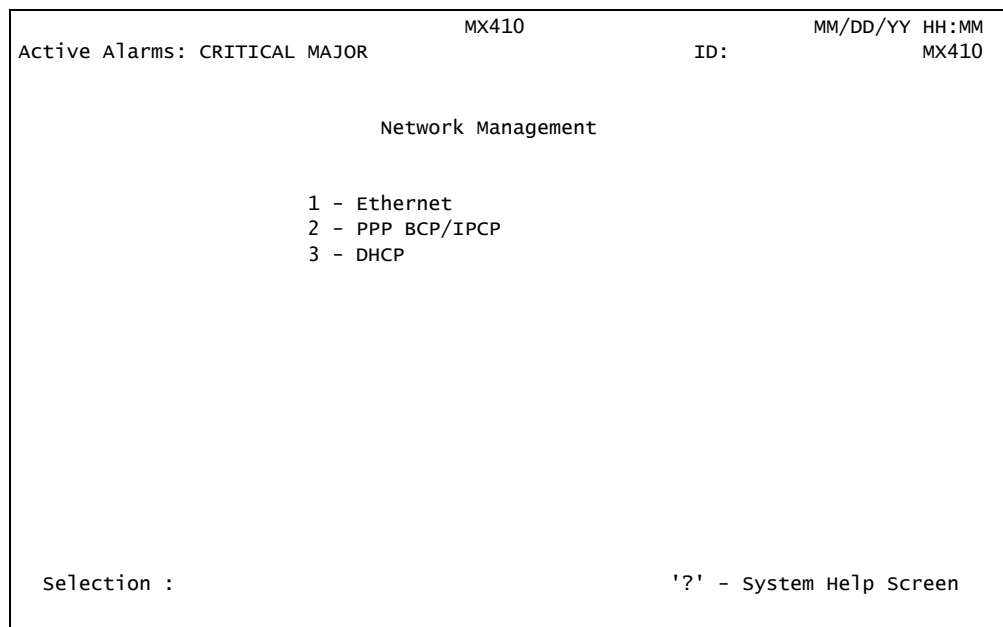 MX410 MM/DD/YY HH:MM
Active Alarms: CRITICAL MAJOR ID: MX410
Network Management
1 – Ethernet
2 – PPP BCP/IPCP
3 – DHCP
Selection : '?' – System Help Screen